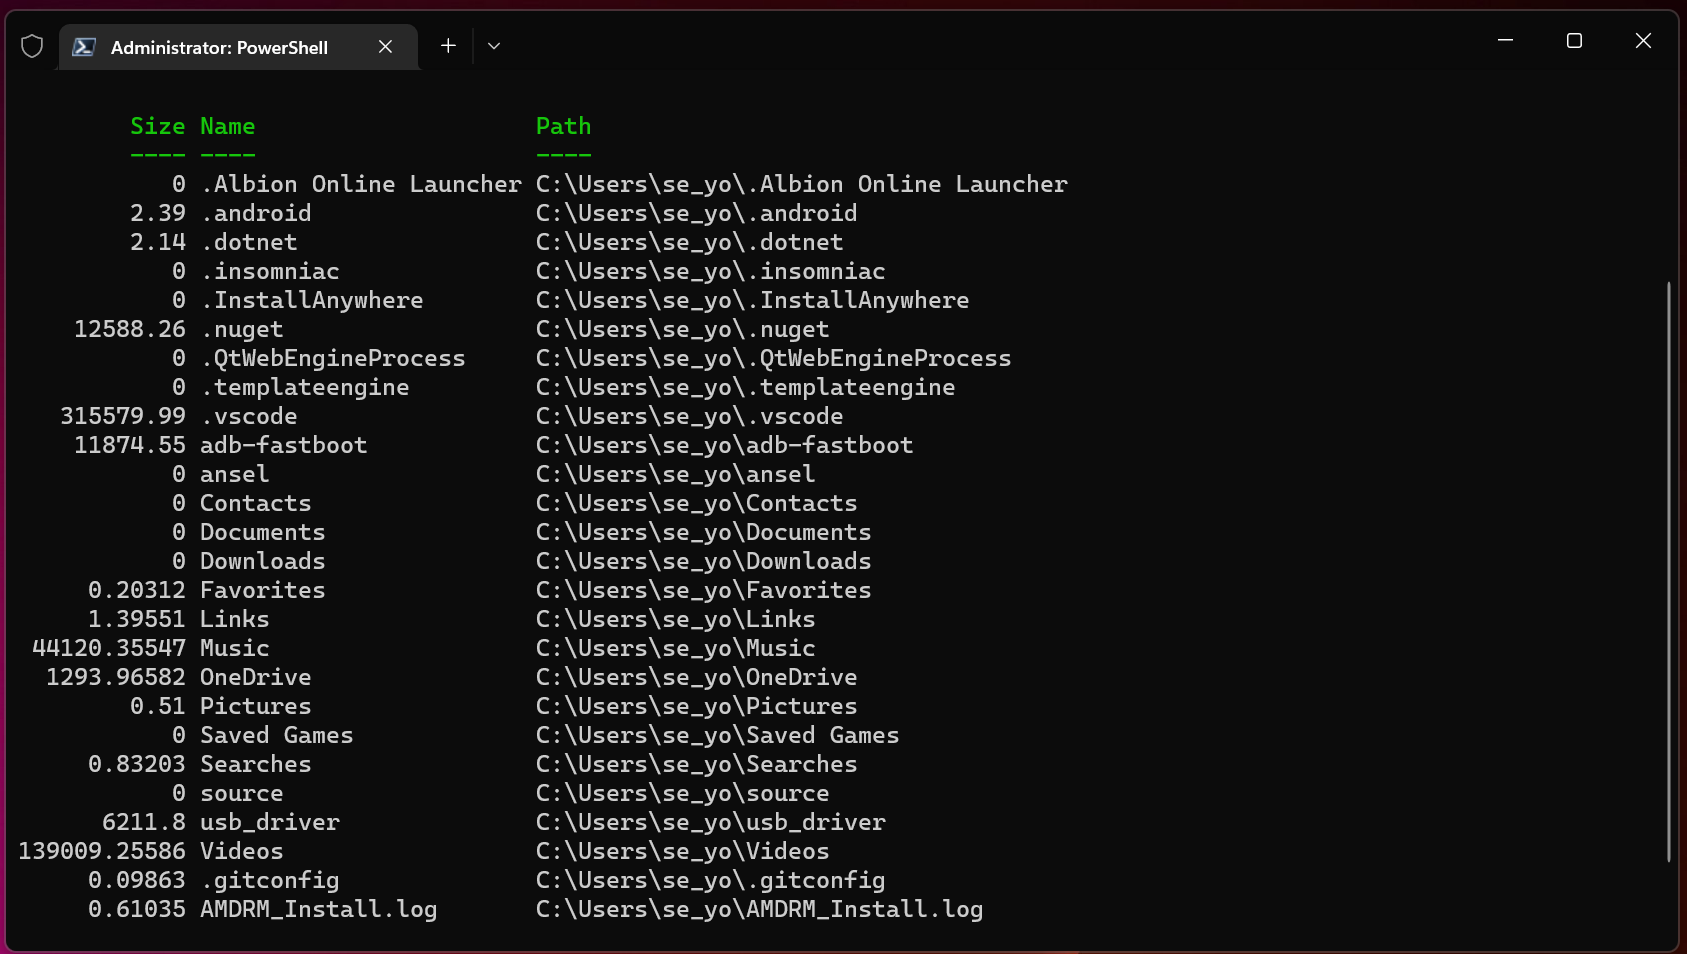 Administrator: PowerShell
Size Name Path
---- ---- ----
0 .Albion Online Launcher C:\Users\se_yo\.Albion Online Launcher
2.39 .android C:\Users\se_yo\.android
2.14 .dotnet C:\Users\se_yo\.dotnet
0 .insomniac C:\Users\se_yo\.insomniac
0 .InstallAnywhere C:\Users\se_yo\.InstallAnywhere
12588.26 .nuget C:\Users\se_yo\.nuget
0 .QtWebEngineProcess C:\Users\se_yo\.QtWebEngineProcess
0 .templateengine C:\Users\se_yo\.templateengine
315579.99 .vscode C:\Users\se_yo\.vscode
11874.55 adb-fastboot C:\Users\se_yo\adb-fastboot
0 ansel C:\Users\se_yo\ansel
0 Contacts C:\Users\se_yo\Contacts
0 Documents C:\Users\se_yo\Documents
0 Downloads C:\Users\se_yo\Downloads
0.20312 Favorites C:\Users\se_yo\Favorites
1.39551 Links C:\Users\se_yo\Links
44120.35547 Music C:\Users\se_yo\Music
1293.96582 OneDrive C:\Users\se_yo\OneDrive
0.51 Pictures C:\Users\se_yo\Pictures
0 Saved Games C:\Users\se_yo\Saved Games
0.83203 Searches C:\Users\se_yo\Searches
0 source C:\Users\se_yo\source
6211.8 usb_driver C:\Users\se_yo\usb_driver
139009.25586 Videos C:\Users\se_yo\Videos
0.09863 .gitconfig C:\Users\se_yo\.gitconfig
0.61035 AMDRM_Install.log C:\Users\se_yo\AMDRM_Install.log